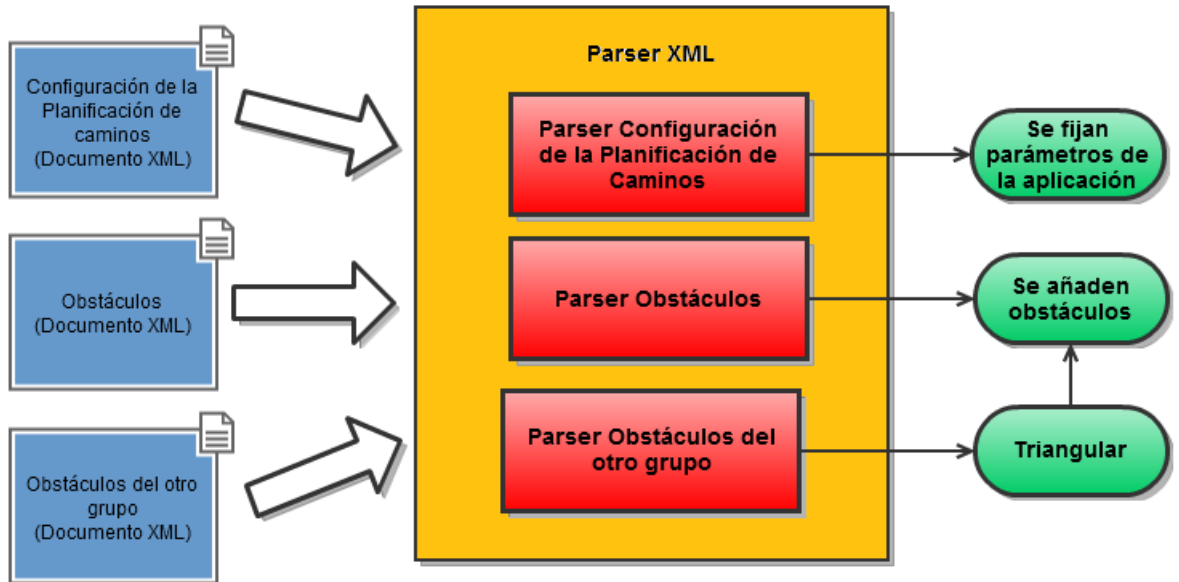 Configuración de la
Planificación de
caminos
(Documento XML)
Obstáculos
(Documento XML)
Obstáculos del otro
grupo
(Documento XML)
Parser XML
Parser Configuración
de la Planificación de
Caminos
Parser Obstáculos
Parser Obstáculos del
otro grupo
Se fijan
parámetros de
la aplicación
Se añaden
obstáculos
Triangular